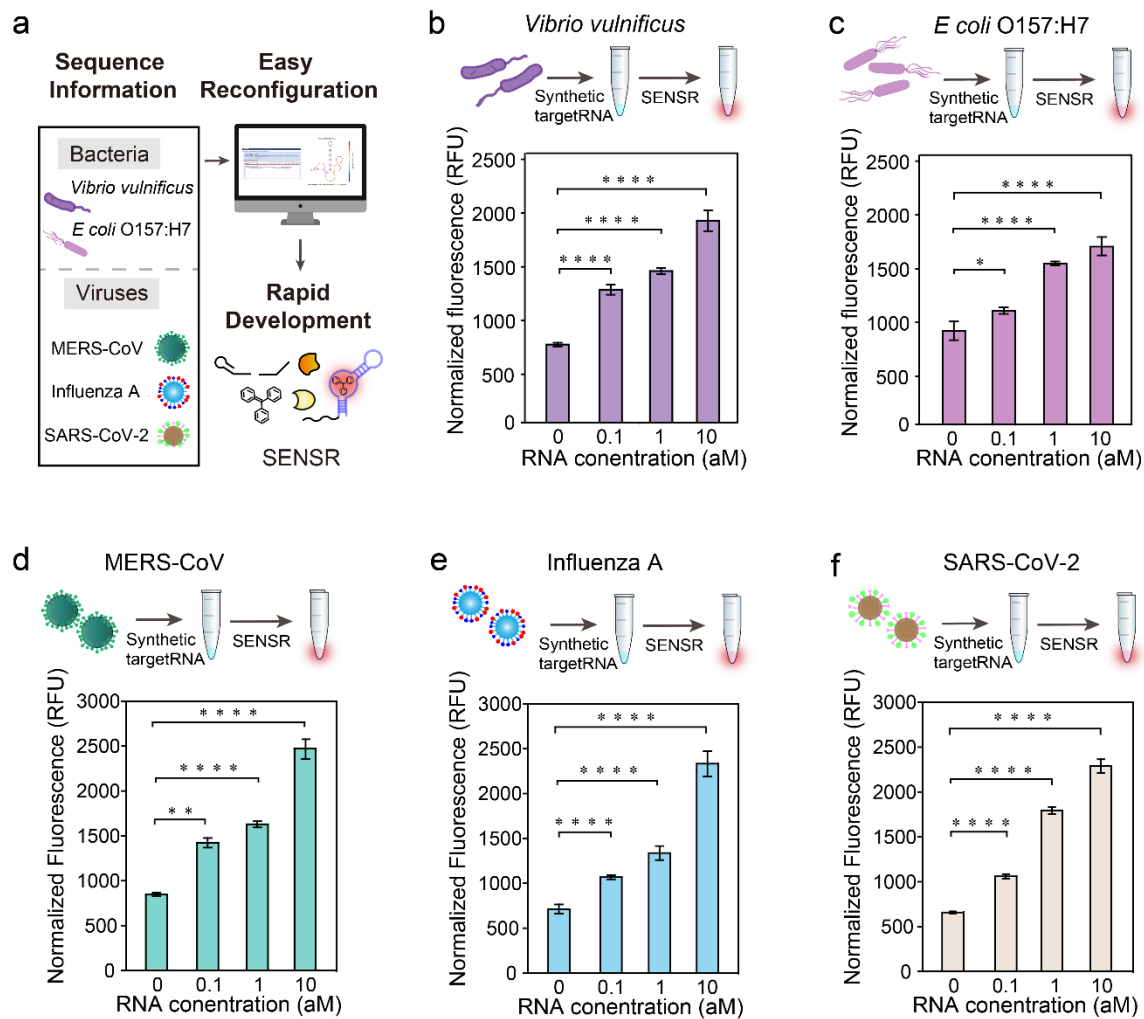 a
Sequence
Information
Easy
Reconfiguration
Bacteria
Vibrio vulnificus
E coli O157:H7
Viruses
MERS-CoV
Influenza A
SARS-CoV-2
Rapid
Development
SENSR
b
Vibrio vulnificus
Synthetic
targetRNA
SENSR
Normalized fluorescence (RFU)
2500
2000
1500
1000
500
0
* * * *
* * * *
* * * *
0 0.1 1 10
RNA conentration (aM)
c
E coli O157:H7
Synthetic
targetRNA
SENSR
Normalized fluorescence (RFU)
2500
2000
1500
1000
500
0
* * * *
* * * *
*
0 0.1 1 10
RNA conentration (aM)
d
MERS-CoV
Synthetic
targetRNA
SENSR
Normalized Fluorescence (RFU)
3000
2500
2000
1500
1000
500
0
* * * *
* * * *
* *
0 0.1 1 10
RNA conentration (aM)
e
Influenza A
Synthetic
targetRNA
SENSR
Normalized Fluorescence (RFU)
3000
2500
2000
1500
1000
500
0
* * * *
* * * *
* * * *
0 0.1 1 10
RNA conentration (aM)
f
SARS-CoV-2
Synthetic
targetRNA
SENSR
Normalized Fluorescence (RFU)
3000
2500
2000
1500
1000
500
0
* * * *
* * * *
* * * *
0 0.1 1 10
RNA conentration (aM)